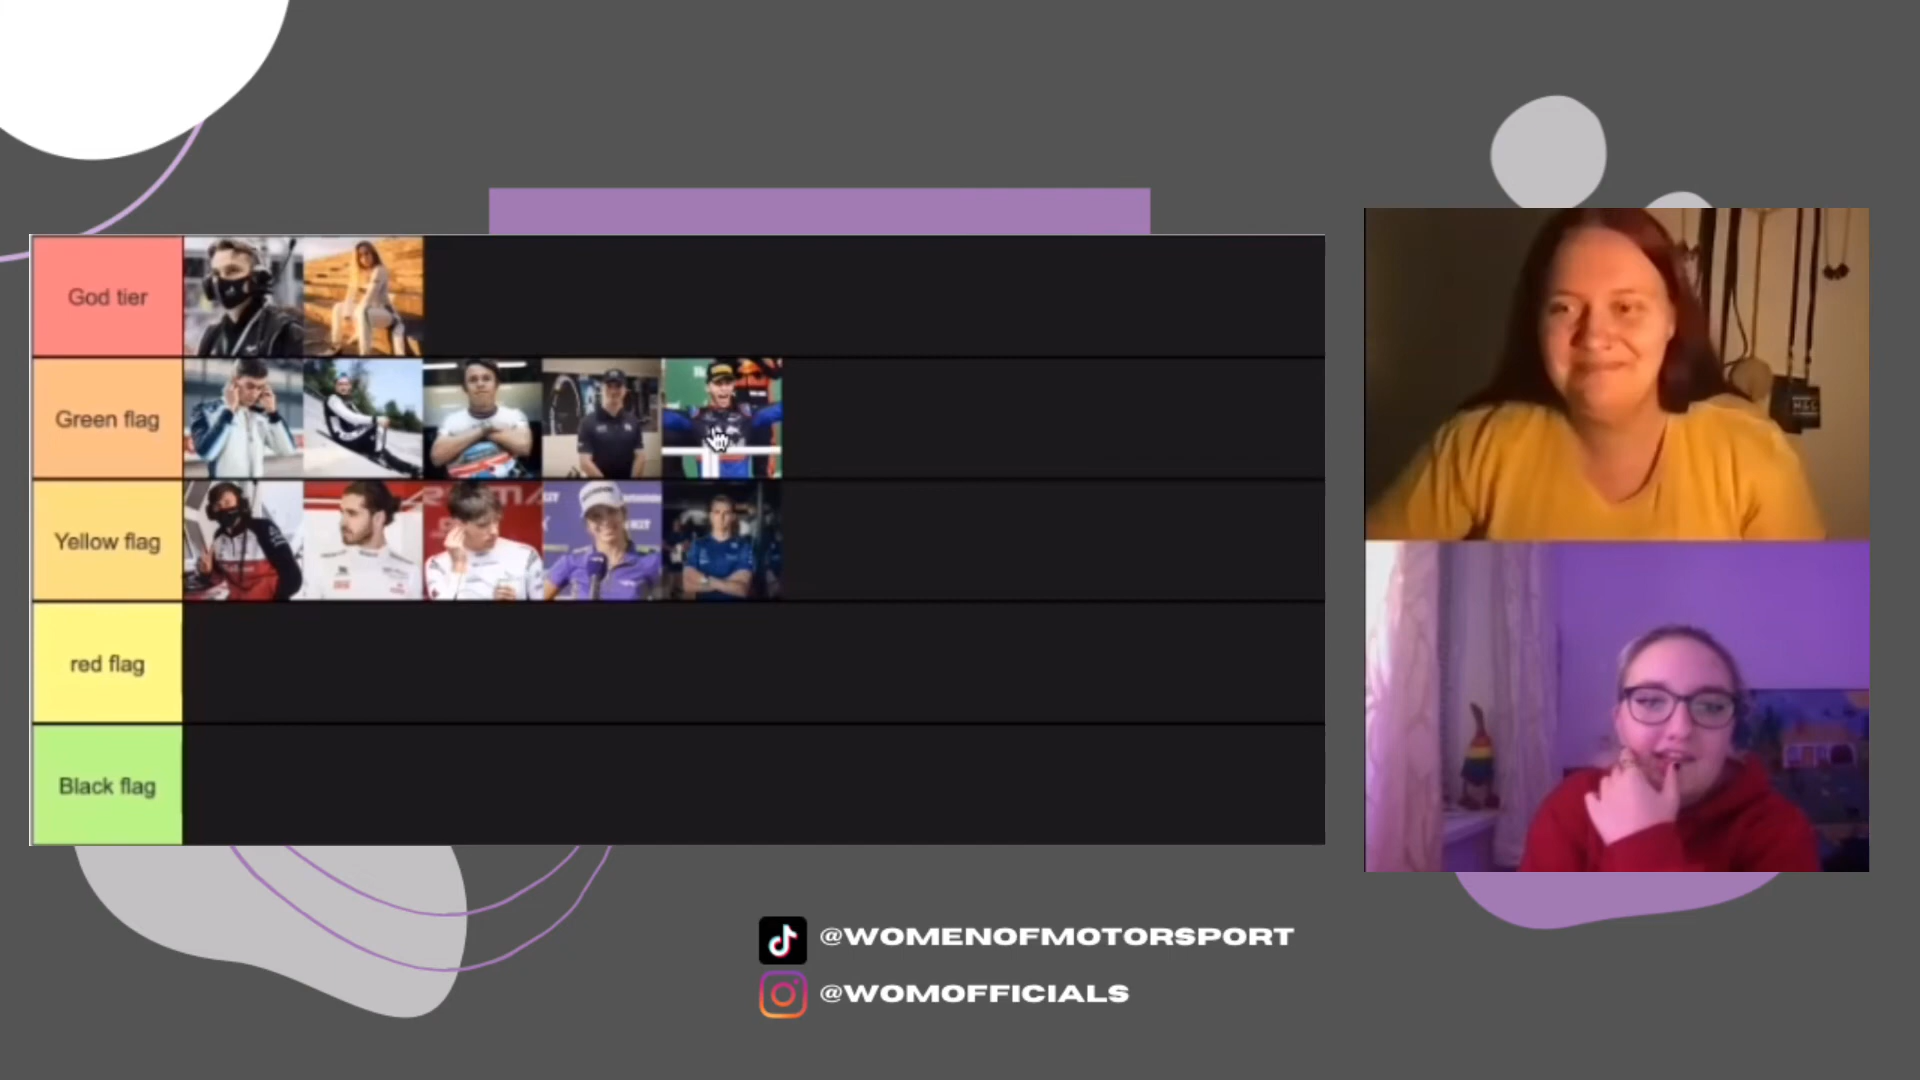 God tier
Green flag
Yellow flag
red flag
Black flag
@WOMENOFMOTORSPORT
@WOMOFFICIALS